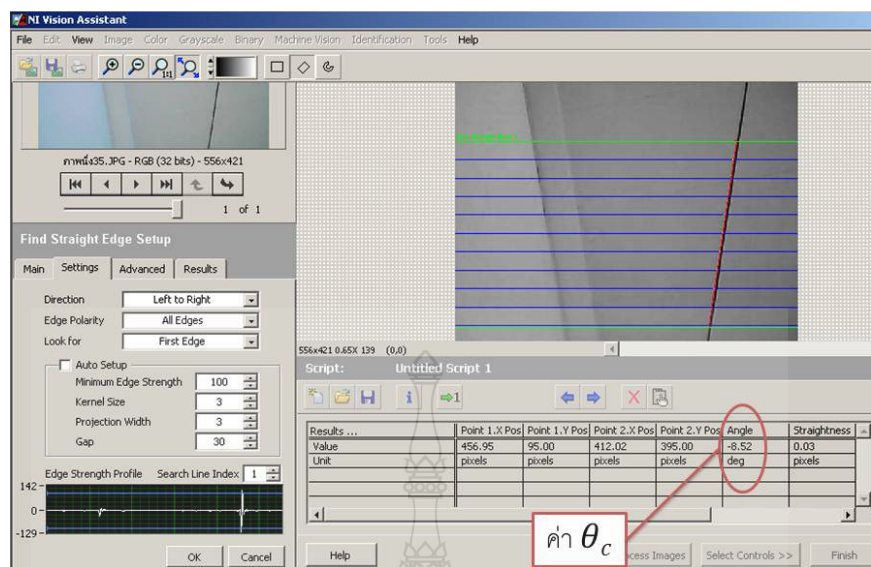 NI Vision Assistant
File Edit View Image Color Grayscale Binary Machine Vision Identification Tools Help
1:1
ภาพนิ่ง35.JPG - RGB (32 bits) - 556x421
1 of 1
Find Straight Edge Setup
Main Settings Advanced Results
Direction Left to Right
Edge Polarity All Edges
Look for First Edge
Auto Setup
Minimum Edge Strength 100
Kernel Size 3
Projection Width 3
Gap 30
Edge Strength Profile Search Line Index 1
142
0
-129
OK Cancel
556x421 0.65X 139 (0,0)
Script: Untitled Script 1
1
Results ... Point 1.X Pos Point 1.Y Pos Point 2.X Pos Point 2.Y Pos Angle Straightness
Value 456.95 95.00 412.02 395.00 -8.52 0.03
Unit pixels pixels pixels pixels deg pixels
ค่า θc
Help ocess Images Select Controls >> Finish